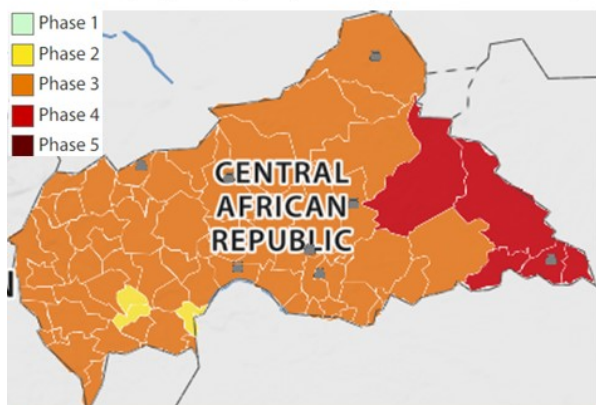 Phase 1
Phase 2
Phase 3
Phase 4
Phase 5
CENTRAL
AFRICAN
REPUBLIC